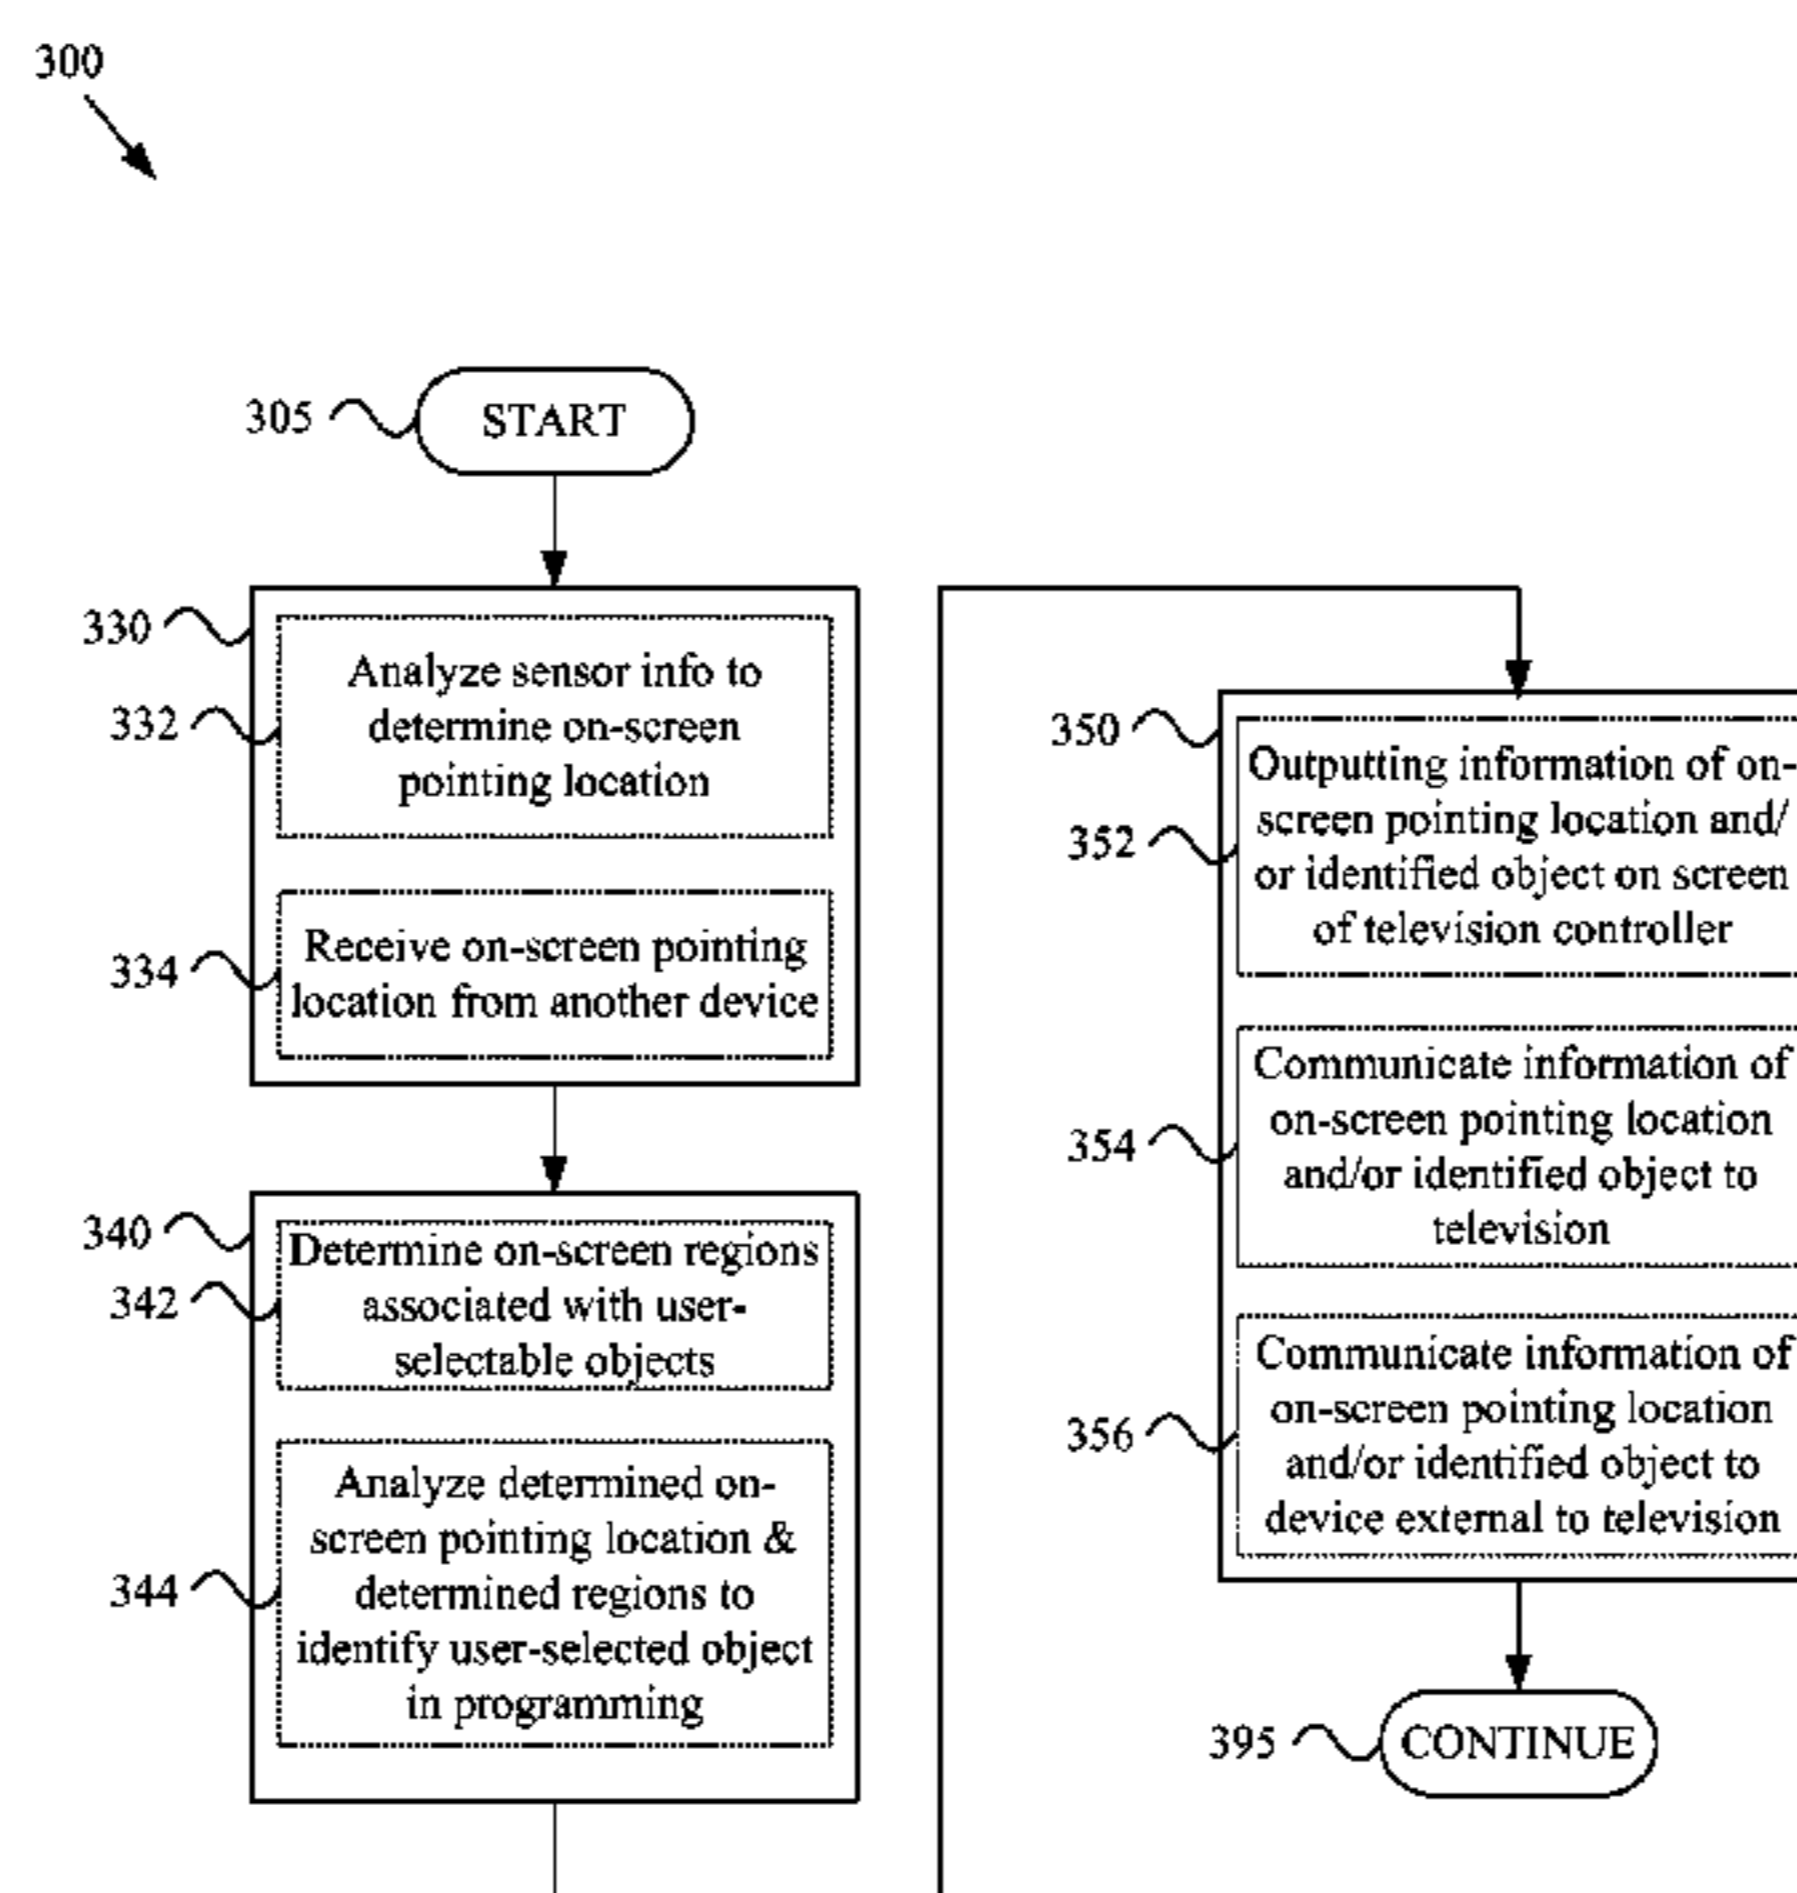 300
305
START
330
332
Analyze sensor info to
determine on-screen
pointing location
334
Receive on-screen pointing
location from another device
340
342
Determine on-screen regions
associated with user-
selectable objects
344
Analyze determined on-
screen pointing location &
determined regions to
identify user-selected object
in programming
350
352
Outputting information of on-
screen pointing location and/
or identified object on screen
of television controller
354
Communicate information of
on-screen pointing location
and/or identified object to
television
356
Communicate information of
on-screen pointing location
and/or identified object to
device external to television
395
CONTINUE